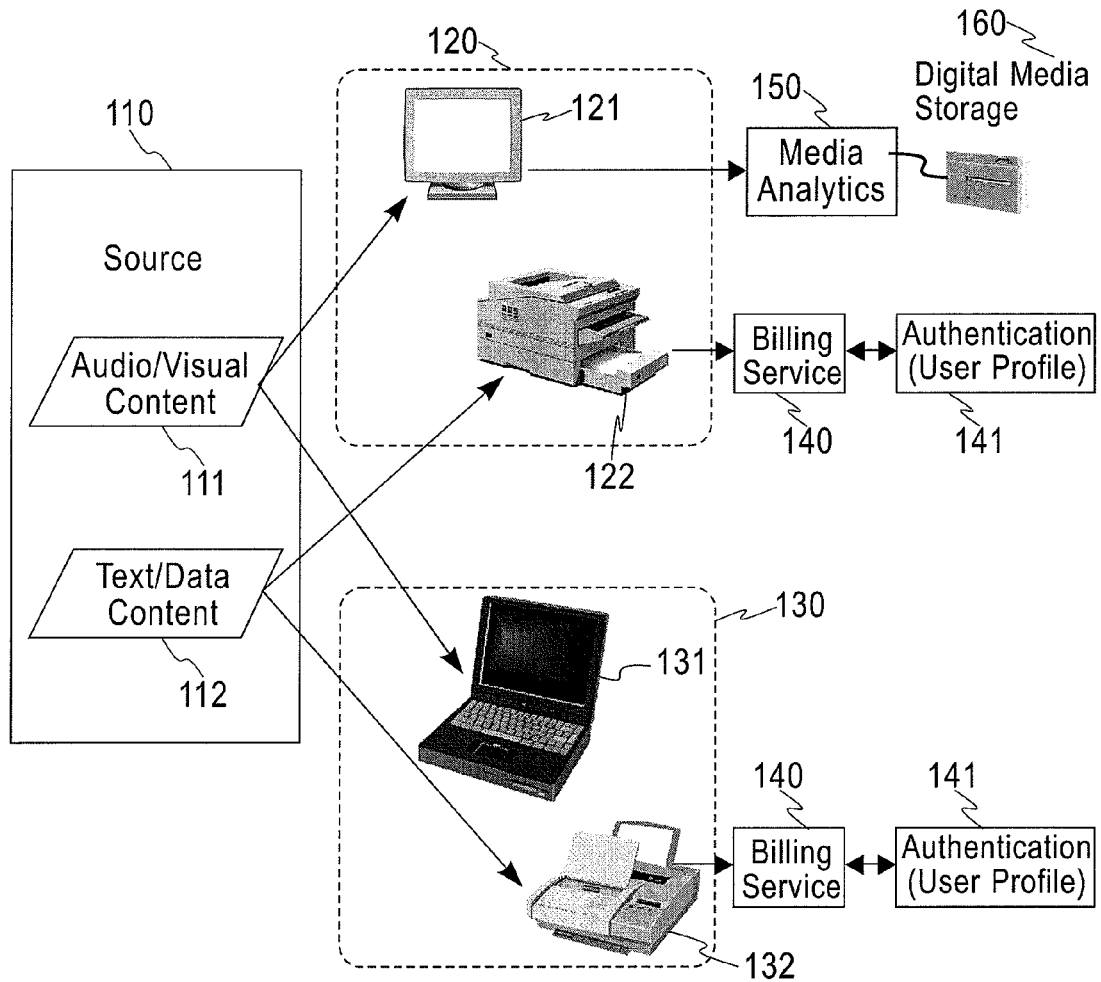 120
160
Digital Media
Storage
110
121
150
Media
Analytics
Source
Audio/Visual
Content
111
Billing
Service
Authentication
(User Profile)
140
141
122
Text/Data
Content
112
130
131
140
141
Billing
Service
Authentication
(User Profile)
132